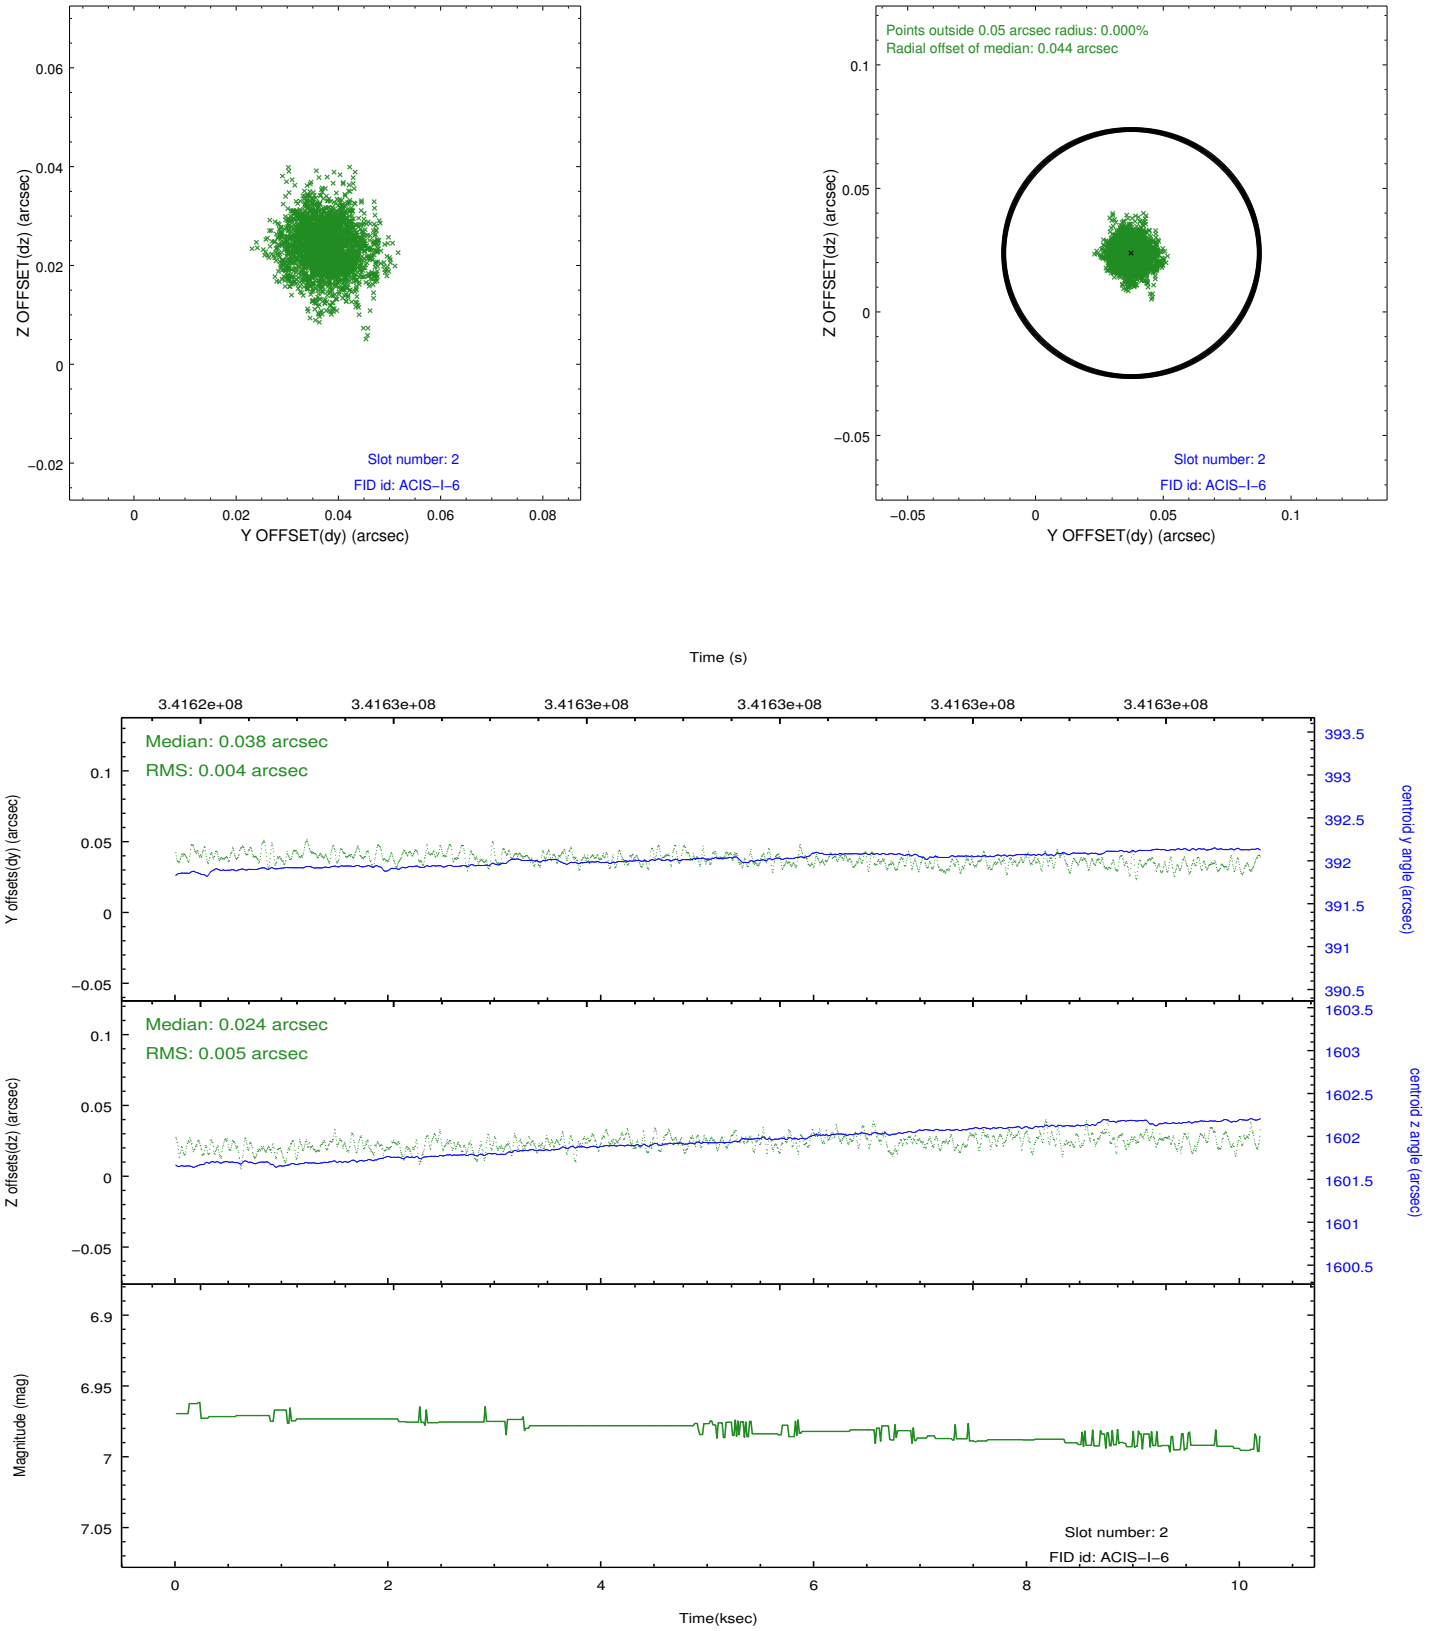 Z OFFSET(dz) (arcsec)
0.06
0.04
0.02
0
−0.02
Slot number: 2
FID id: ACIS−I−6
0
0.02
0.04
0.06
0.08
Y OFFSET(dy) (arcsec)
Points outside 0.05 arcsec radius: 0.000%
Radial offset of median: 0.044 arcsec
Z OFFSET(dz) (arcsec)
0.1
0.05
0
−0.05
Slot number: 2
FID id: ACIS−I−6
−0.05
0
0.05
0.1
Y OFFSET(dy) (arcsec)
Time (s)
3.4162e+08
3.4163e+08
3.4163e+08
3.4163e+08
3.4163e+08
3.4163e+08
Median: 0.038 arcsec
RMS: 0.004 arcsec
Y offsets(dy) (arcsec)
0.1
0.05
0
−0.05
393.5
393
392.5
392
391.5
391
390.5
centroid y angle (arcsec)
Median: 0.024 arcsec
RMS: 0.005 arcsec
Z offsets(dz) (arcsec)
0.1
0.05
0
−0.05
1603.5
1603
1602.5
1602
1601.5
1601
1600.5
centroid z angle (arcsec)
Magnitude (mag)
6.9
6.95
7
7.05
Slot number: 2
FID id: ACIS−I−6
0
2
4
6
8
10
Time(ksec)